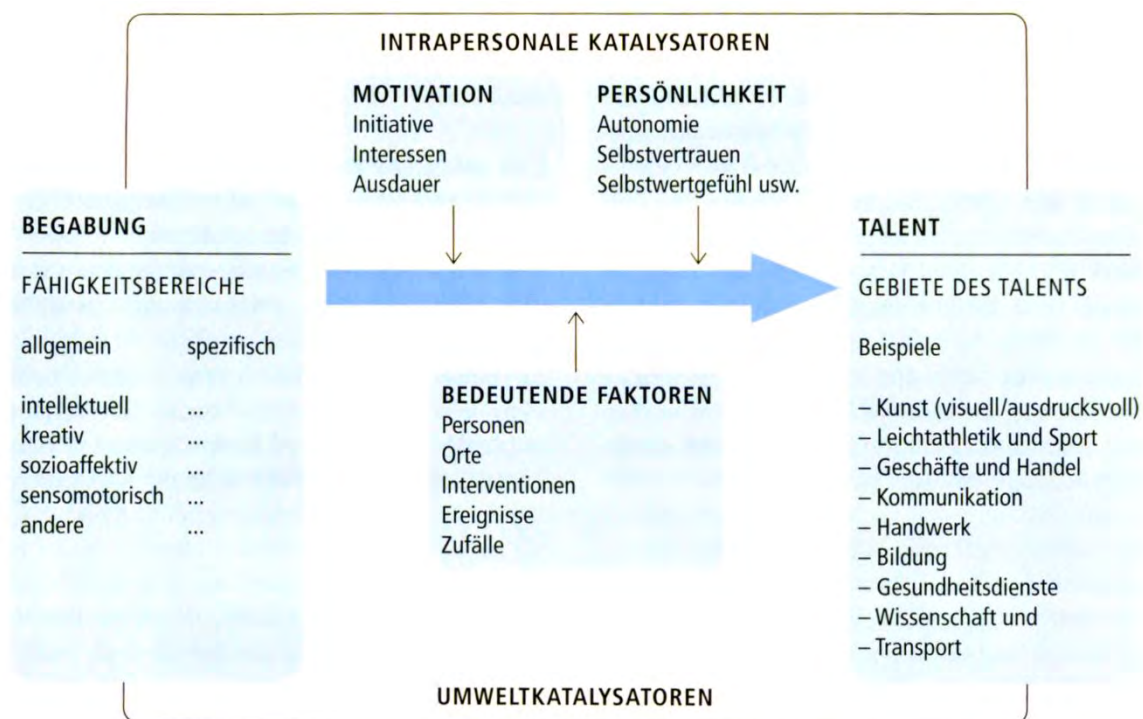 INTRAPERSONALE KATALYSATOREN
MOTIVATION
Initiative
Interessen
Ausdauer
PERSÖNLICHKEIT
Autonomie
Selbstvertrauen
Selbstwertgefühl usw.
BEGABUNG
FÄHIGKEITSBEREICHE
allgemein spezifisch
intellektuell ...
kreativ ...
sozioaffektiv ...
sensomotorisch ...
andere ...
BEDEUTENDE FAKTOREN
Personen
Orte
Interventionen
Ereignisse
Zufälle
TALENT
GEBIETE DES TALENTS
Beispiele
– Kunst (visuell/ausdrucksvoll)
– Leichtathletik und Sport
– Geschäfte und Handel
– Kommunikation
– Handwerk
– Bildung
– Gesundheitsdienste
– Wissenschaft und
– Transport
UMWELTKATALYSATOREN